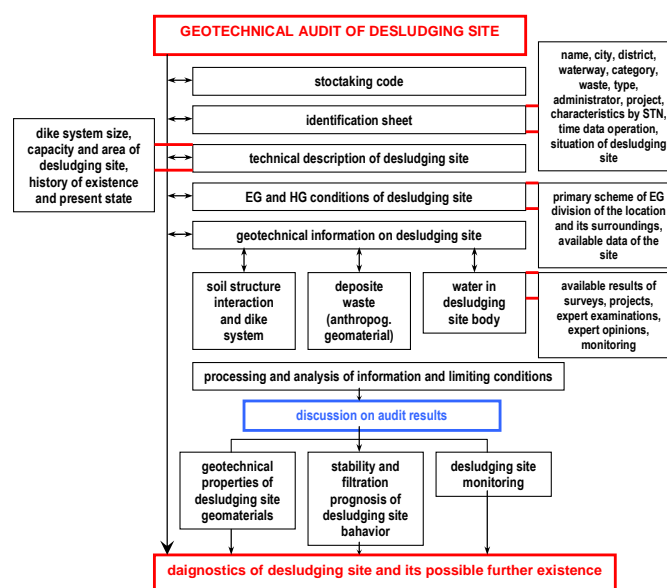 GEOTECHNICAL AUDIT OF DESLUDGING SITE
stoctaking code
identification sheet
name, city, district,
waterway, category,
waste, type,
administrator, project,
characteristics by STN,
time data operation,
situation of desludging
site
dike system size,
capacity and area of
desludging site,
history of existence
and present state
technical description of desludging site
EG and HG conditions of desludging site
primary scheme of EG
division of the location
and its surroundings,
available data of the
site
geotechnical information on desludging site
soil structure
interaction
and dike
system
deposite
waste
(anthropog.
geomaterial)
water in
desludging
site body
available results of
surveys, projects,
expert examinations,
expert opinions,
monitoring
processing and analysis of information and limiting conditions
discussion on audit results
geotechnical
properties of
desludging site
geomaterials
stability and
filtration
prognosis of
desludging site
bahavior
desludging site
monitoring
daignostics of desludging site and its possible further existence